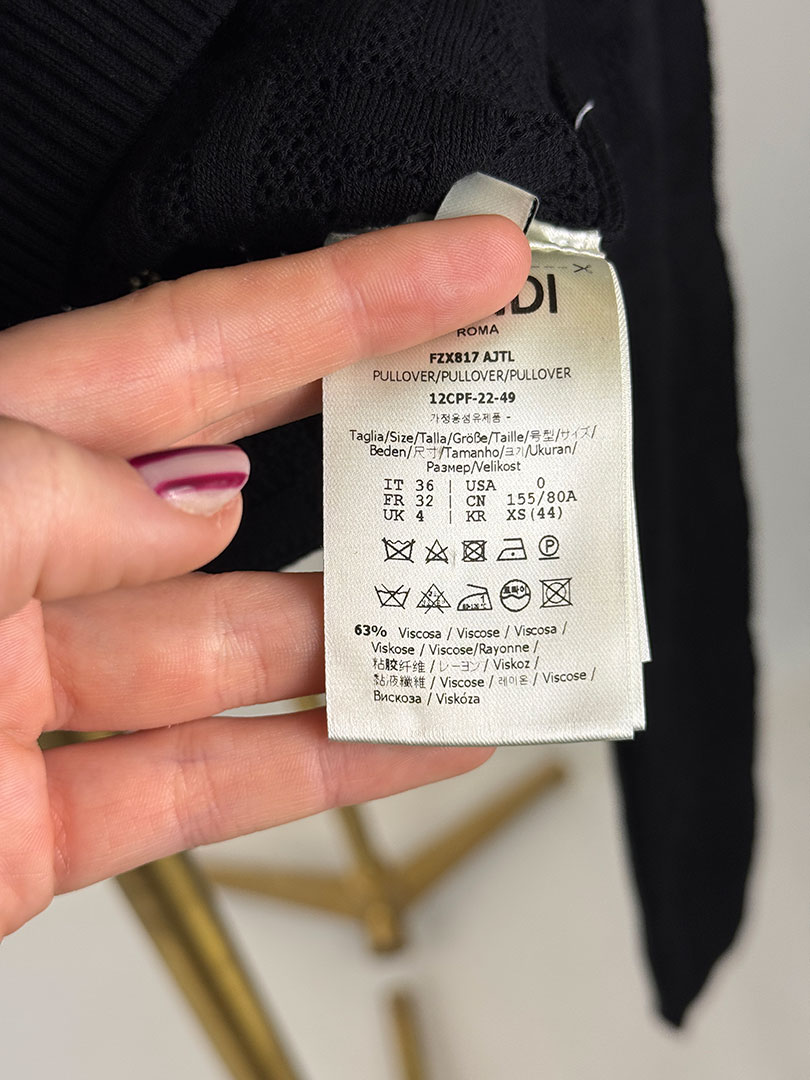 DI
ROMA
FZX817 AJTL
PULLOVER/PULLOVER/PULLOVER
12CPF-22-49
가정용섬유제품 -
Taglia/Size/Talla/Größe/Taille/号型/サイズ/
Beden/尺寸/Tamanho/크기/Ukuran/
Размер/Velikost
IT 36 | USA 0
FR 32 | CN 155/80A
UK 4 | KR XS(44)
63% Viscosa / Viscose / Viscosa /
Viskose / Viscose/Rayonne /
粘胶纤维 / レーヨン / Viskoz /
黏液纖維 / Viscose / 레이온 / Viscose /
Вискоза / Viskóza